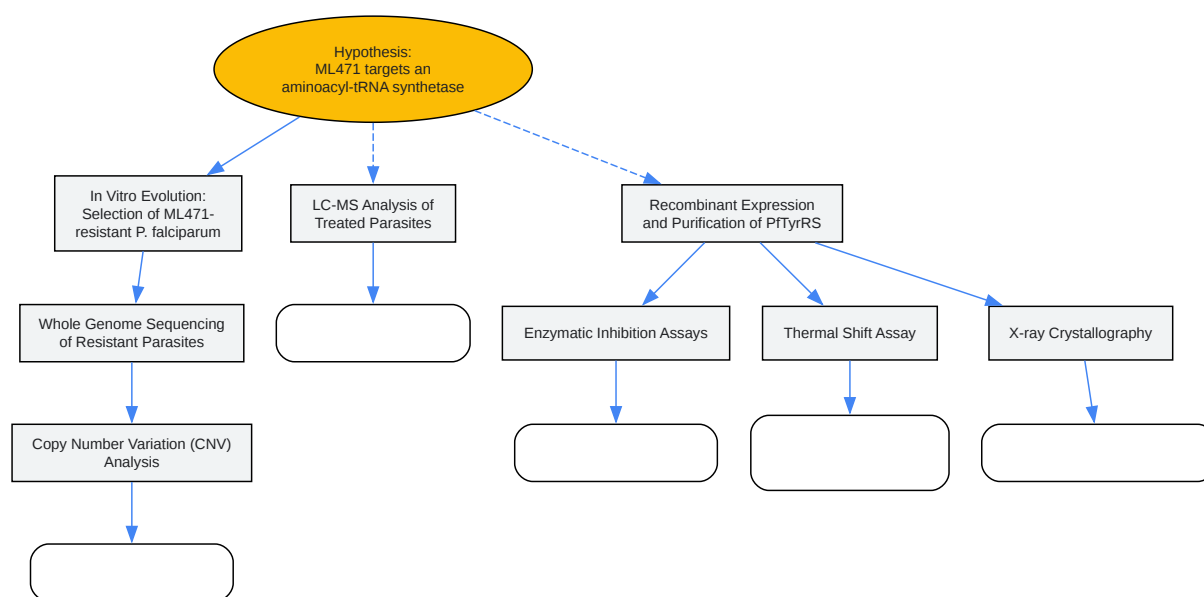 Hypothesis:
ML471 targets an
aminoacyl-tRNA synthetase
In Vitro Evolution:
Selection of ML471-
resistant P. falciparum
LC-MS Analysis of
Treated Parasites
Recombinant Expression
and Purification of PfTyrRS
Whole Genome Sequencing
of Resistant Parasites
Enzymatic Inhibition Assays
Thermal Shift Assay
X-ray Crystallography
Copy Number Variation (CNV)
Analysis